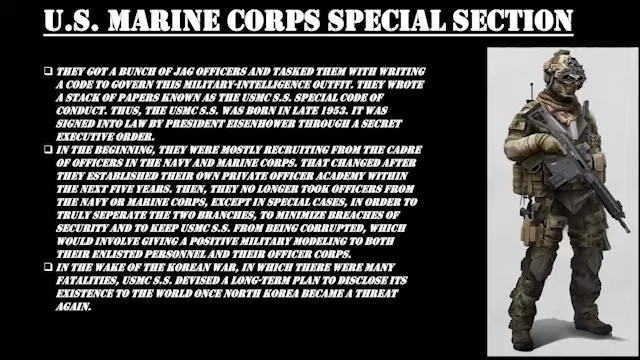 U.S. MARINE CORPS SPECIAL SECTION
❑ THEY GOT A BUNCH OF JAG OFFICERS AND TASKED THEM WITH WRITING
A CODE TO GOVERN THIS MILITARY-INTELLIGENCE OUTFIT. THEY WROTE
A STACK OF PAPERS KNOWN AS THE USMC S.S. SPECIAL CODE OF
CONDUCT. THUS, THE USMC S.S. WAS BORN IN LATE 1953. IT WAS
SIGNED INTO LAW BY PRESIDENT EISENHOWER THROUGH A SECRET
EXECUTIVE ORDER.
❑ IN THE BEGINNING, THEY WERE MOSTLY RECRUITING FROM THE CADRE
OF OFFICERS IN THE NAVY AND MARINE CORPS. THAT CHANGED AFTER
THEY ESTABLISHED THEIR OWN PRIVATE OFFICER ACADEMY WITHIN
THE NEXT FIVE YEARS. THEN, THEY NO LONGER TOOK OFFICERS FROM
THE NAVY OR MARINE CORPS, EXCEPT IN SPECIAL CASES, IN ORDER TO
TRULY SEPERATE THE TWO BRANCHES, TO MINIMIZE BREACHES OF
SECURITY AND TO KEEP USMC S.S. FROM BEING CORRUPTED, WHICH
WOULD INVOLVE GIVING A POSITIVE MILITARY MODELING TO BOTH
THEIR ENLISTED PERSONNEL AND THEIR OFFICER CORPS.
❑ IN THE WAKE OF THE KOREAN WAR, IN WHICH THERE WERE MANY
FATALITIES, USMC S.S. DEVISED A LONG-TERM PLAN TO DISCLOSE ITS
EXISTENCE TO THE WORLD ONCE NORTH KOREA BECAME A THREAT
AGAIN.